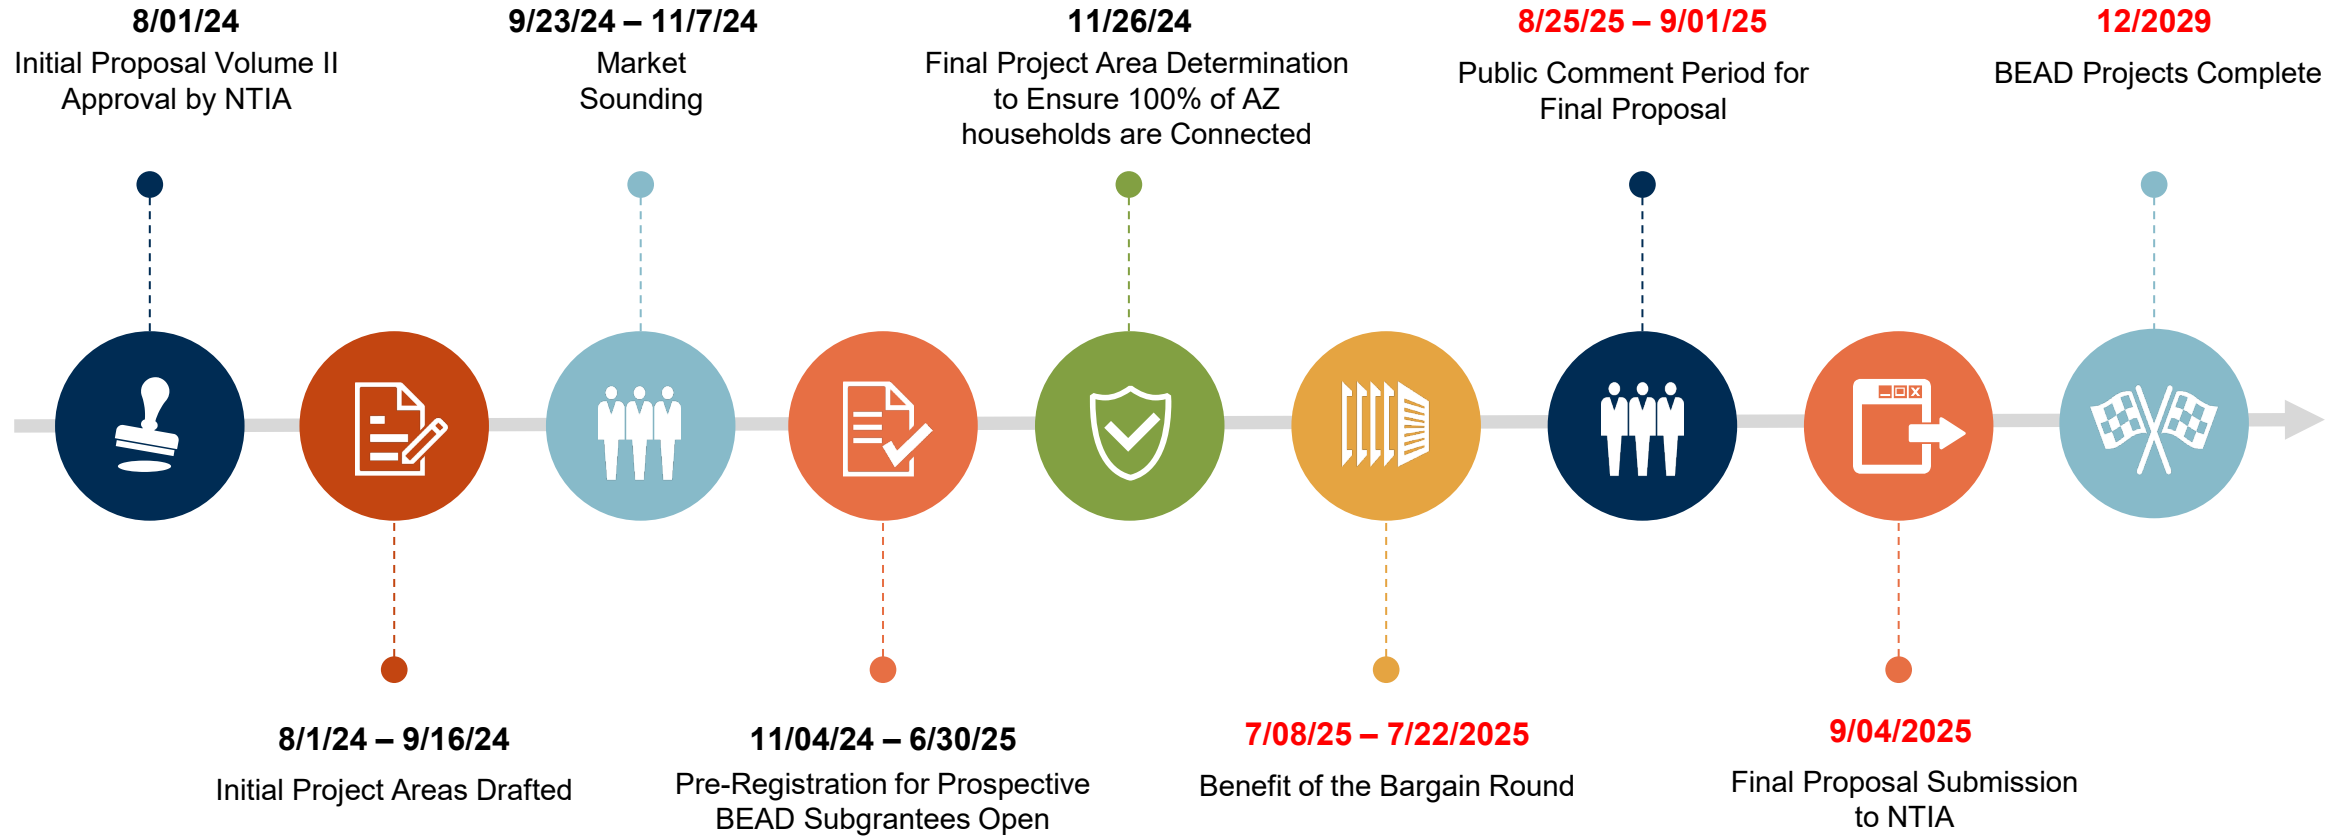 8/01/24
Initial Proposal Volume II
Approval by NTIA
9/23/24 – 11/7/24
Market
Sounding
11/26/24
Final Project Area Determination
to Ensure 100% of AZ
households are Connected
8/25/25 – 9/01/25
Public Comment Period for
Final Proposal
12/2029
BEAD Projects Complete
8/1/24 – 9/16/24
Initial Project Areas Drafted
11/04/24 – 6/30/25
Pre-Registration for Prospective
BEAD Subgrantees Open
7/08/25 – 7/22/2025
Benefit of the Bargain Round
9/04/2025
Final Proposal Submission
to NTIA